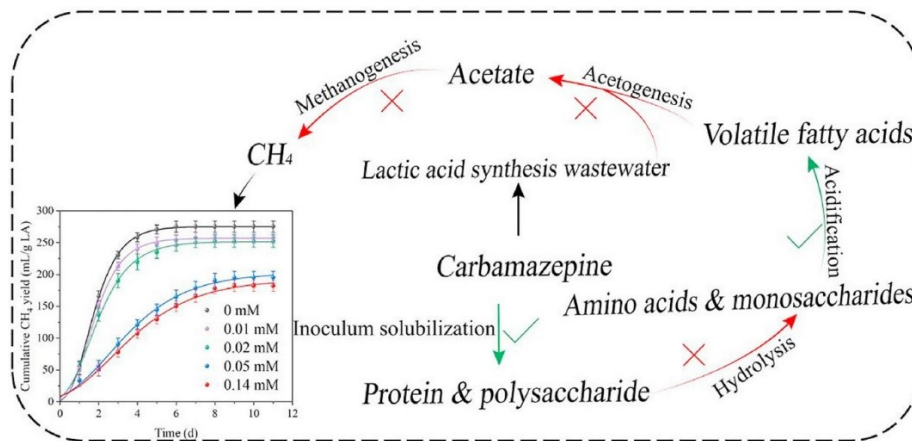 Methanogenesis
Acetate
Acetogenesis
CH₄
Volatile fatty acids
Lactic acid synthesis wastewater
Acidification
Carbamazepine
Amino acids & monosaccharides
Inoculum solubilization
Hydrolysis
Protein & polysaccharide
Cumulative CH₄ yield (mL/g LA)
300
250
200
150
100
50
0
0 mM
0.01 mM
0.02 mM
0.05 mM
0.14 mM
0 2 4 6 8 10 12
Time (d)